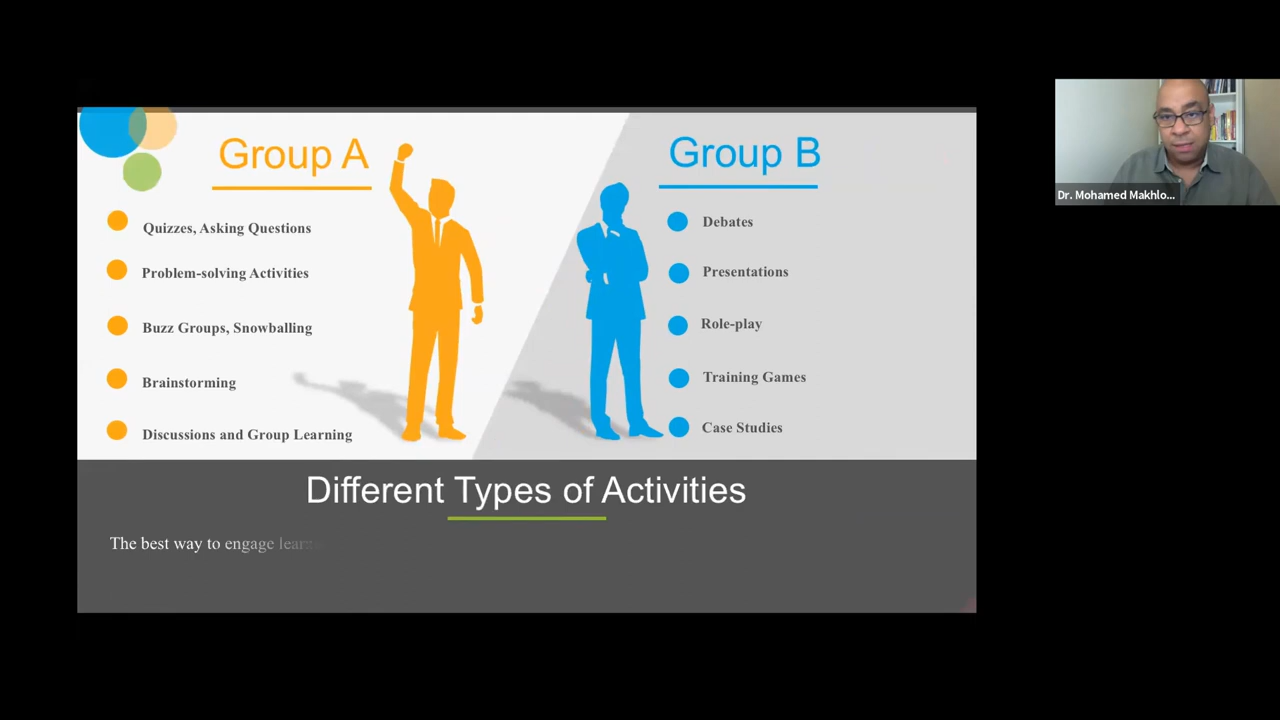 Group A
Quizzes, Asking Questions
Problem-solving Activities
Buzz Groups, Snowballing
Brainstorming
Discussions and Group Learning
Group B
Debates
Presentations
Role-play
Training Games
Case Studies
Different Types of Activities
The best way to engage
Dr. Mohamed Makhlo...